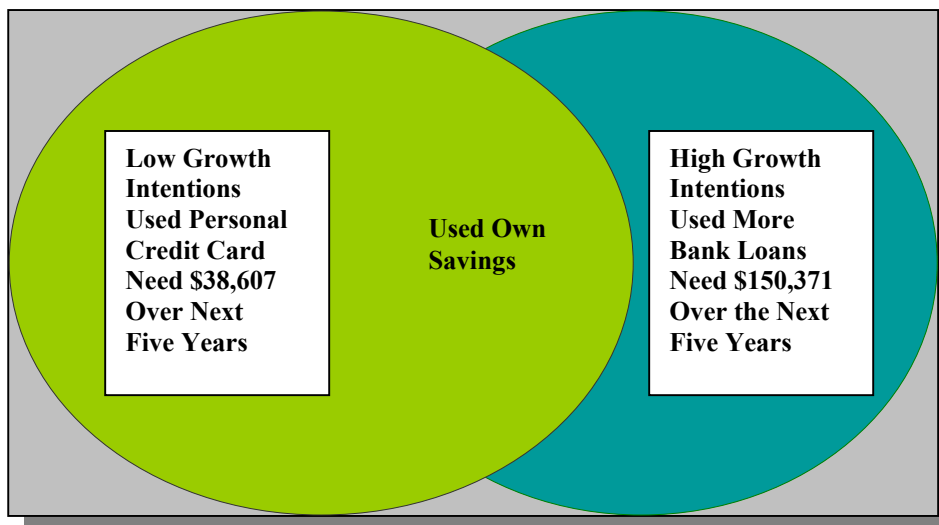 Low Growth
Intentions
Used Personal
Credit Card
Need $38,607
Over Next
Five Years
Used Own
Savings
High Growth
Intentions
Used More
Bank Loans
Need $150,371
Over the Next
Five Years